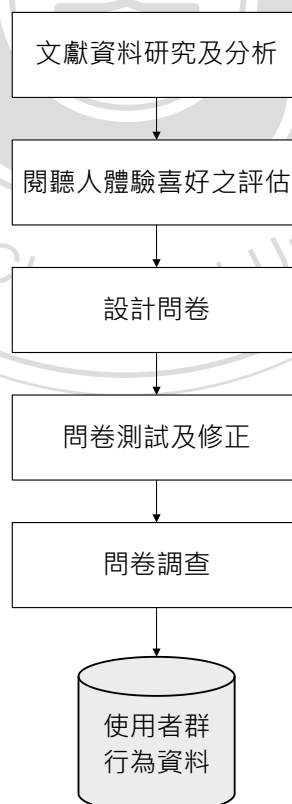 文獻資料研究及分析
閱聽人體驗喜好之評估
設計問卷
問卷測試及修正
問卷調查
使用者群
行為資料